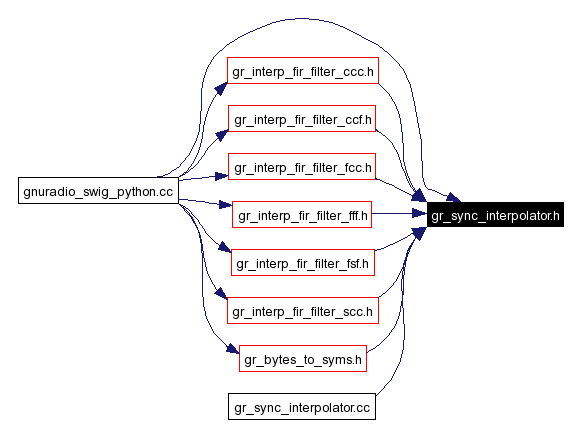 gr_interp_fir_filter_ccc.h
gr_interp_fir_filter_ccf.h
gr_interp_fir_filter_fcc.h
gnuradio_swig_python.cc
gr_interp_fir_filter_fff.h
gr_sync_interpolator.h
gr_interp_fir_filter_fsf.h
gr_interp_fir_filter_scc.h
gr_bytes_to_syms.h
gr_sync_interpolator.cc